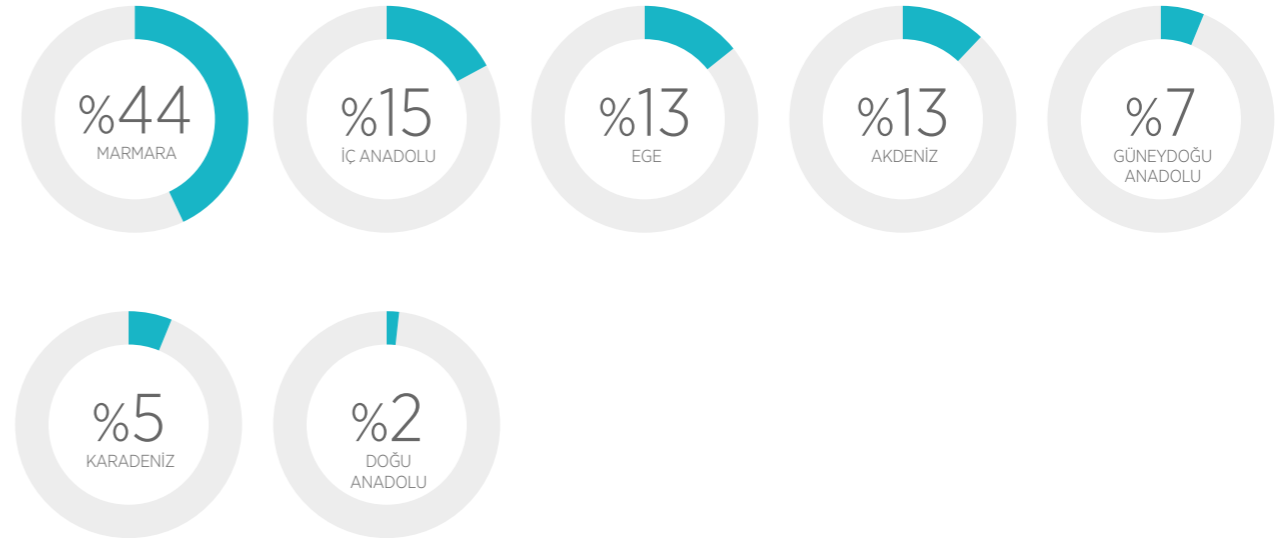 %44
MARMARA
%15
İÇ ANADOLU
%13
EGE
%13
AKDENİZ
%7
GÜNEYDOĞU
ANADOLU
%5
KARADENİZ
%2
DOĞU
ANADOLU